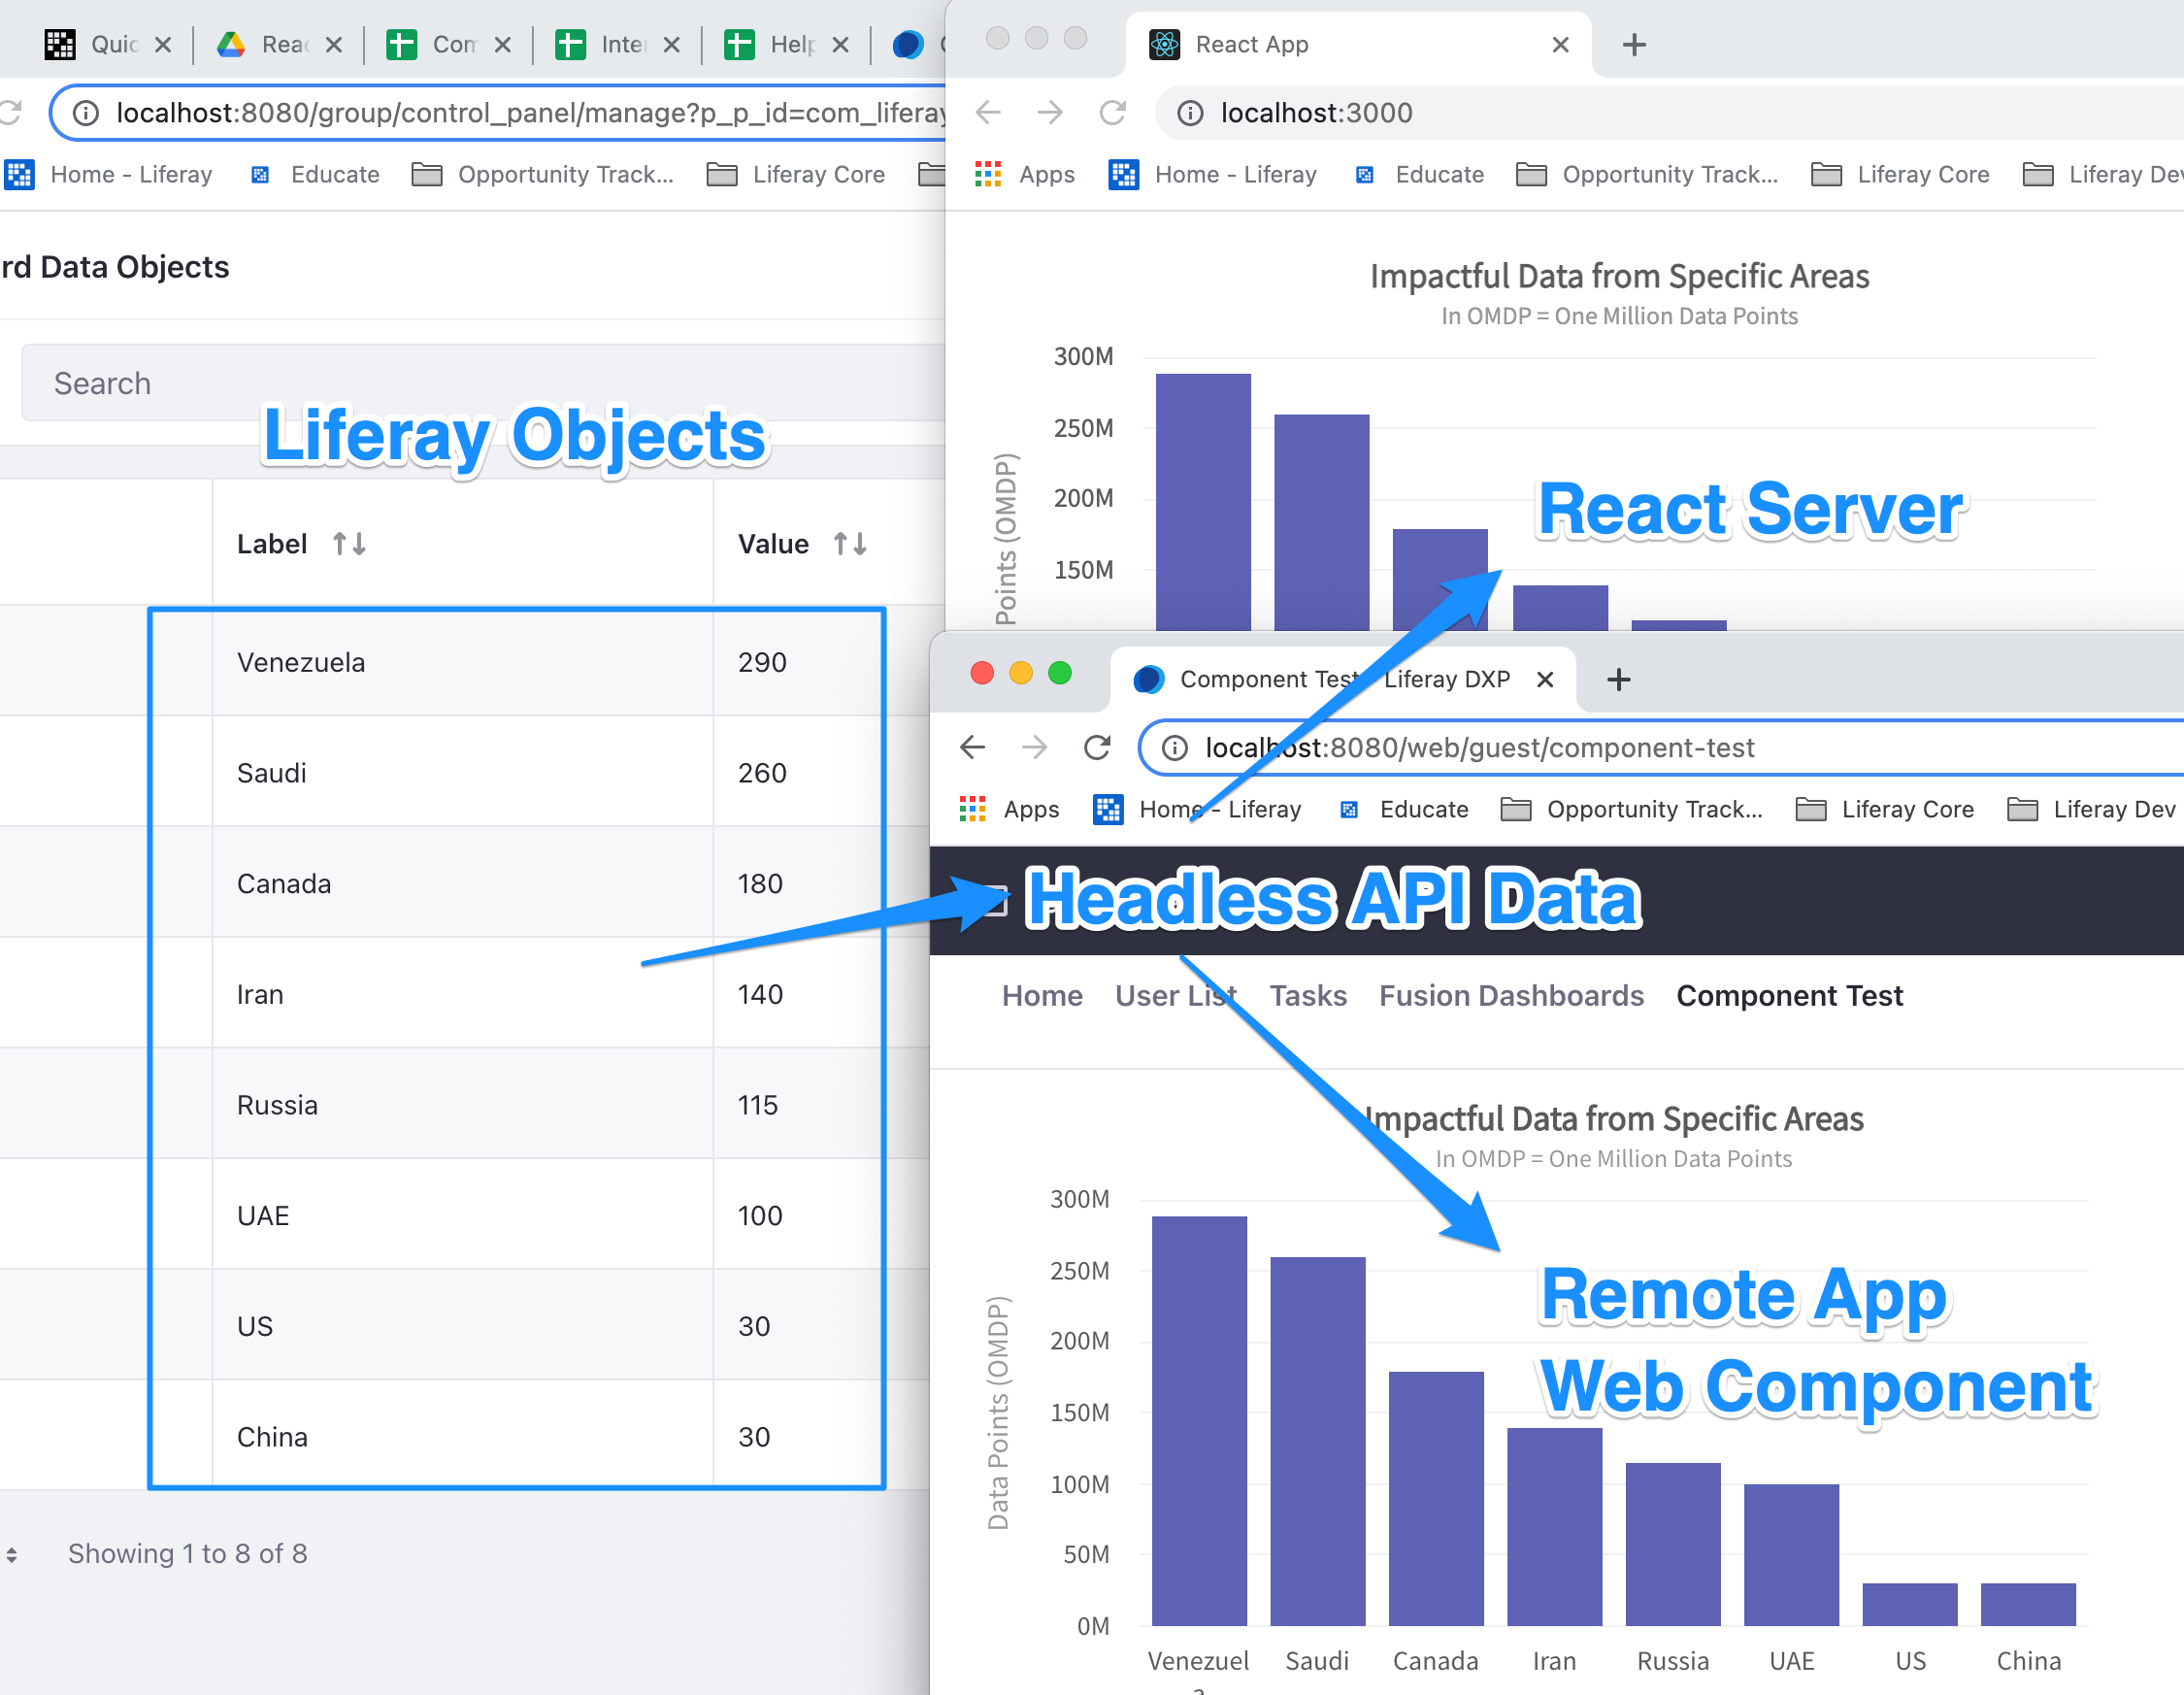 Quic
Reac
Com
Inter
Help
localhost:8080/group/control_panel/manage?p_p_id=com_liferay
Home - Liferay
Educate
Opportunity Track...
Liferay Core
rd Data Objects
Search
Liferay Objects
Label
Value
Venezuela
290
Saudi
260
Canada
180
Iran
140
Russia
115
UAE
100
US
30
China
30
Showing 1 to 8 of 8
React App
localhost:3000
Apps
Home - Liferay
Educate
Opportunity Track...
Liferay Core
Liferay Dev
Impactful Data from Specific Areas
In OMDP = One Million Data Points
300M
250M
200M
150M
Points (OMDP)
React Server
Component Test - Liferay DXP
localhost:8080/web/guest/component-test
Apps
Home - Liferay
Educate
Opportunity Track...
Liferay Core
Liferay Dev
Headless API Data
Home
User List
Tasks
Fusion Dashboards
Component Test
Impactful Data from Specific Areas
In OMDP = One Million Data Points
300M
250M
200M
150M
100M
50M
0M
Data Points (OMDP)
Remote App
Web Component
Venezuel
a
Saudi
Canada
Iran
Russia
UAE
US
China